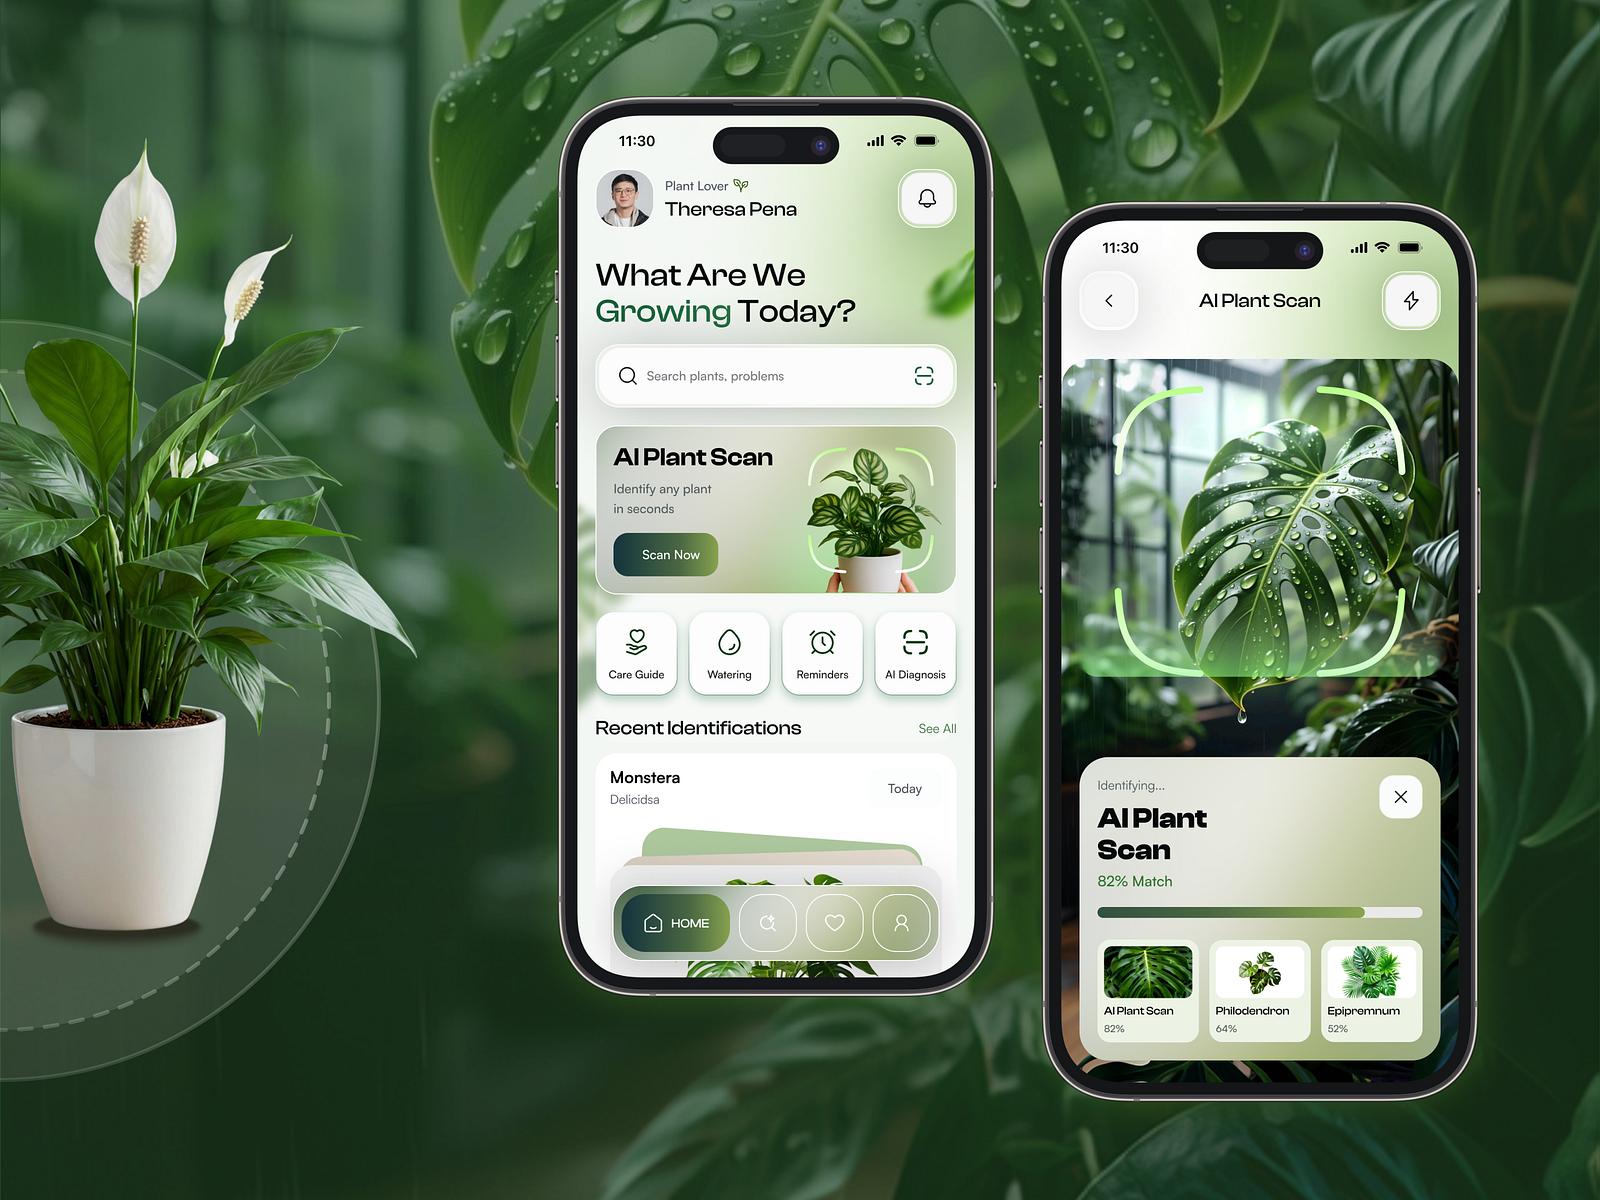 11:30
Plant Lover
Theresa Pena
What Are We
Growing Today?
Search plants, problems
AI Plant Scan
Identify any plant
in seconds
Scan Now
Care Guide
Watering
Reminders
AI Diagnosis
Recent Identifications
See All
Monstera
Delicidsa
Today
HOME
11:30
AI Plant Scan
Identifying...
AI Plant
Scan
82% Match
AI Plant Scan
82%
Philodendron
64%
Epipremnum
52%